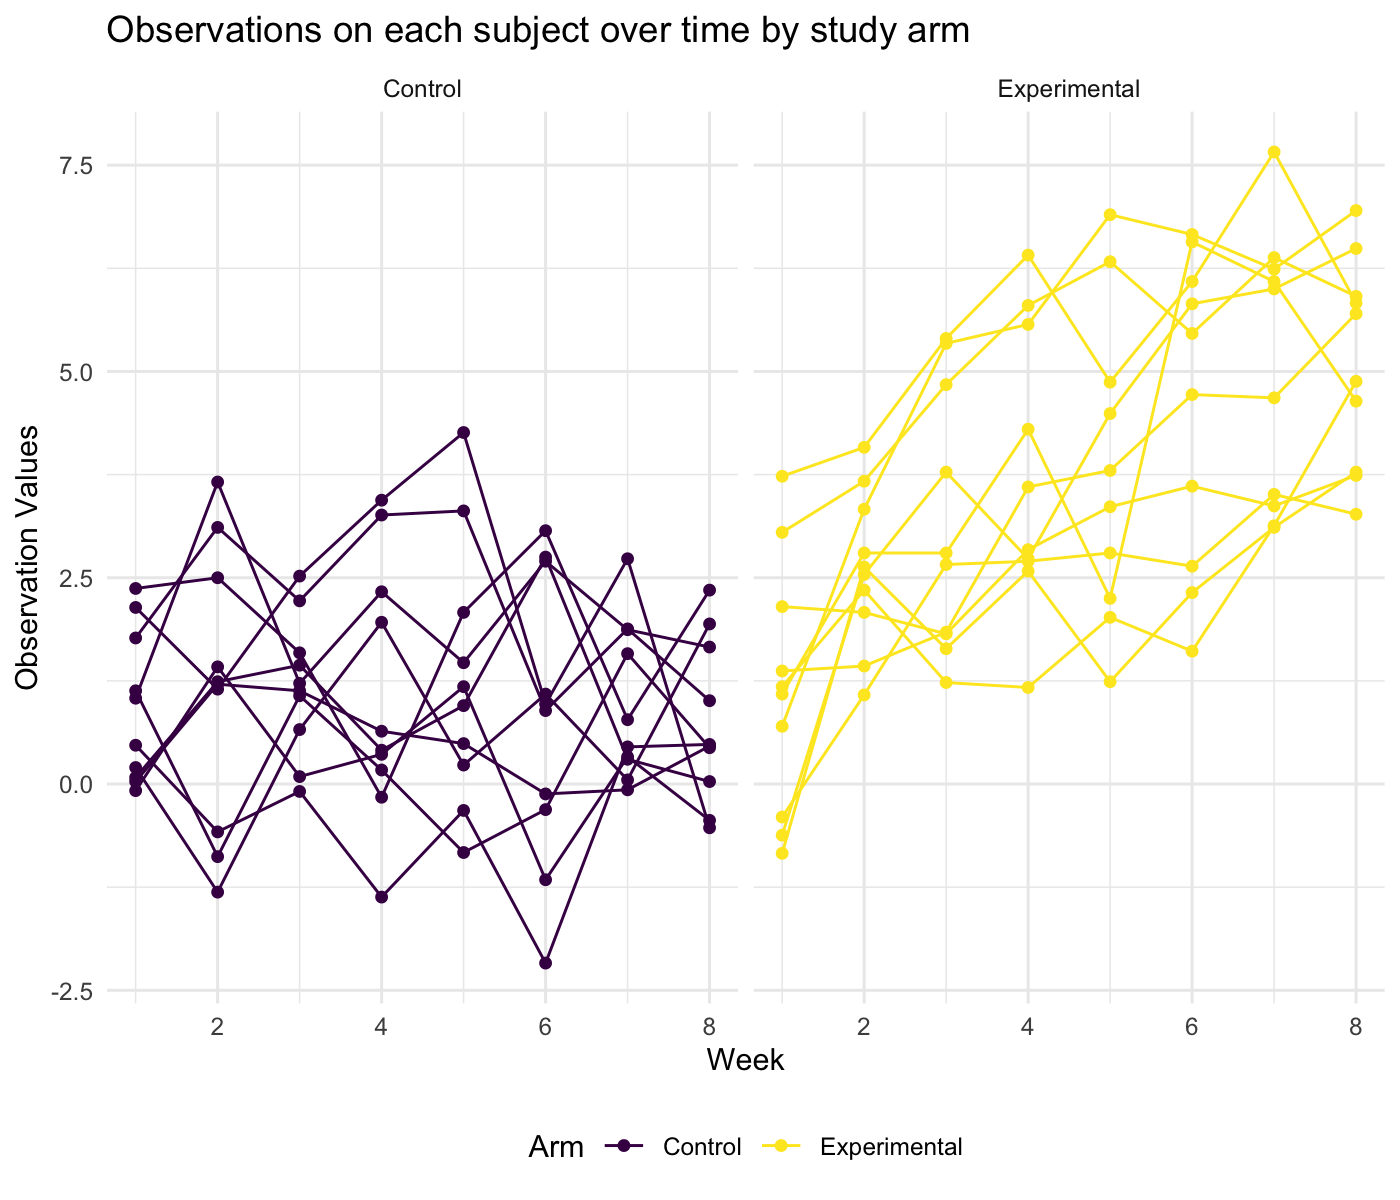 Observations on each subject over time by study arm
Control
Experimental
7.5
5.0
2.5
0.0
-2.5
Observation Values
2 4 6 8
2 4 6 8
Week
Arm Control Experimental